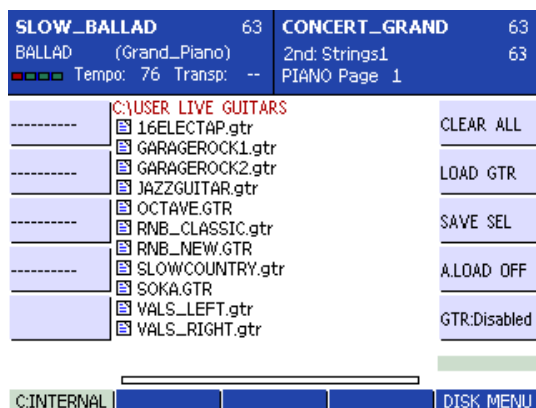 SLOW_BALLAD 63
BALLAD (Grand_Piano)
Tempo: 76 Transp: --
CONCERT_GRAND 63
2nd: Strings1 63
PIANO Page 1
C:\USER LIVE GUITARS
----------
16ELECTAP.gtr
GARAGEROCK1.gtr
----------
GARAGEROCK2.gtr
JAZZGUITAR.gtr
----------
OCTAVE.GTR
RNB_CLASSIC.gtr
RNB_NEW.GTR
----------
SLOWCOUNTRY.gtr
SOKA.GTR
VALS_LEFT.gtr
VALS_RIGHT.gtr
CLEAR ALL
LOAD GTR
SAVE SEL
A.LOAD OFF
GTR:Disabled
C:INTERNAL
DISK MENU